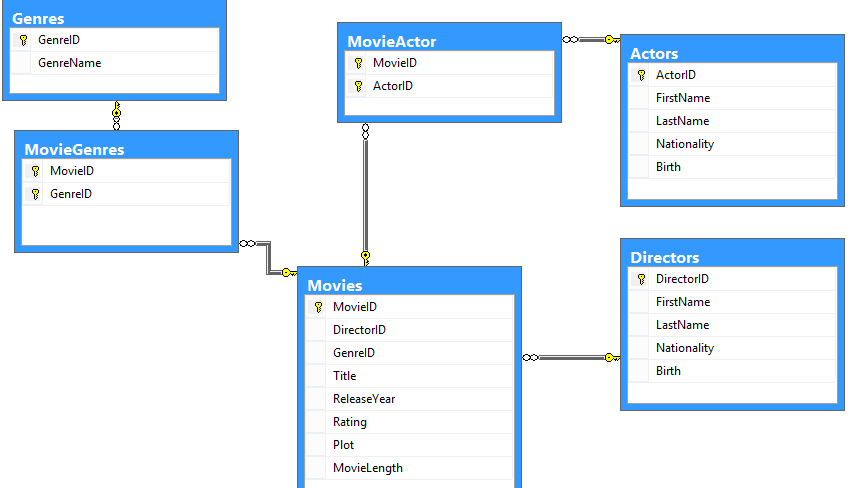 Genres
GenreID
GenreName
MovieGenres
MovieID
GenreID
MovieActor
MovieID
ActorID
Actors
ActorID
FirstName
LastName
Nationality
Birth
Movies
MovieID
DirectorID
GenreID
Title
ReleaseYear
Rating
Plot
MovieLength
Directors
DirectorID
FirstName
LastName
Nationality
Birth